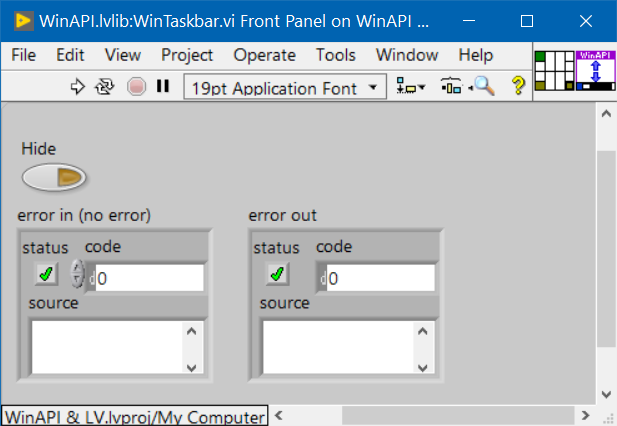 WinAPI.lvlib:WinTaskbar.vi Front Panel on WinAPI ...
File Edit View Project Operate Tools Window Help
19pt Application Font
WinAPI
Hide
error in (no error) error out
status code status code
d0 d0
source source
WinAPI & LV.lvproj/My Computer